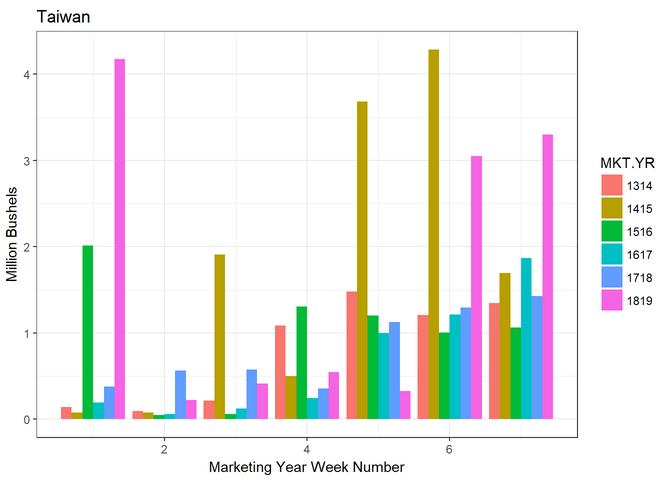 Taiwan
4
3
2
1
0
Million Bushels
2 4 6
Marketing Year Week Number
MKT.YR
1314
1415
1516
1617
1718
1819